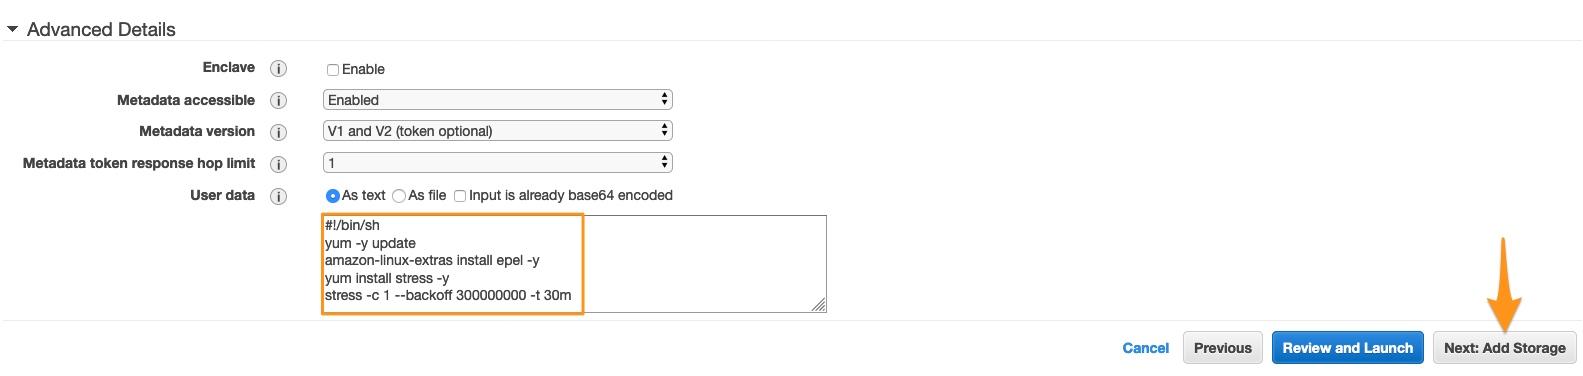 Advanced Details
Enclave i Enable
Metadata accessible i Enabled
Metadata version i V1 and V2 (token optional)
Metadata token response hop limit i 1
User data i As text As file Input is already base64 encoded
#!/bin/sh
yum -y update
amazon-linux-extras install epel -y
yum install stress -y
stress -c 1 --backoff 300000000 -t 30m
Cancel Previous Review and Launch Next: Add Storage